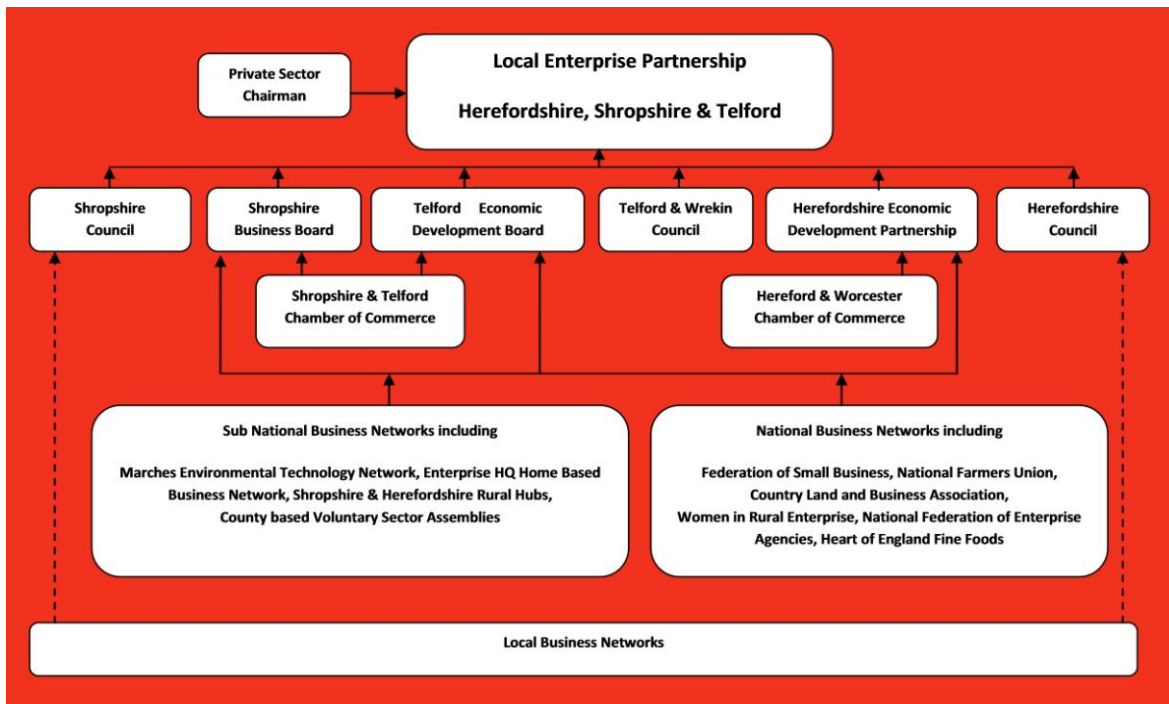 Local Enterprise Partnership
Herefordshire, Shropshire & Telford
Private Sector
Chairman
Shropshire
Council
Shropshire
Business Board
Telford Economic
Development Board
Telford & Wrekin
Council
Herefordshire Economic
Development Partnership
Herefordshire
Council
Shropshire & Telford
Chamber of Commerce
Hereford & Worcester
Chamber of Commerce
Sub National Business Networks including
Marches Environmental Technology Network, Enterprise HQ Home Based
Business Network, Shropshire & Herefordshire Rural Hubs,
County based Voluntary Sector Assemblies
National Business Networks including
Federation of Small Business, National Farmers Union,
Country Land and Business Association,
Women in Rural Enterprise, National Federation of Enterprise
Agencies, Heart of England Fine Foods
Local Business Networks